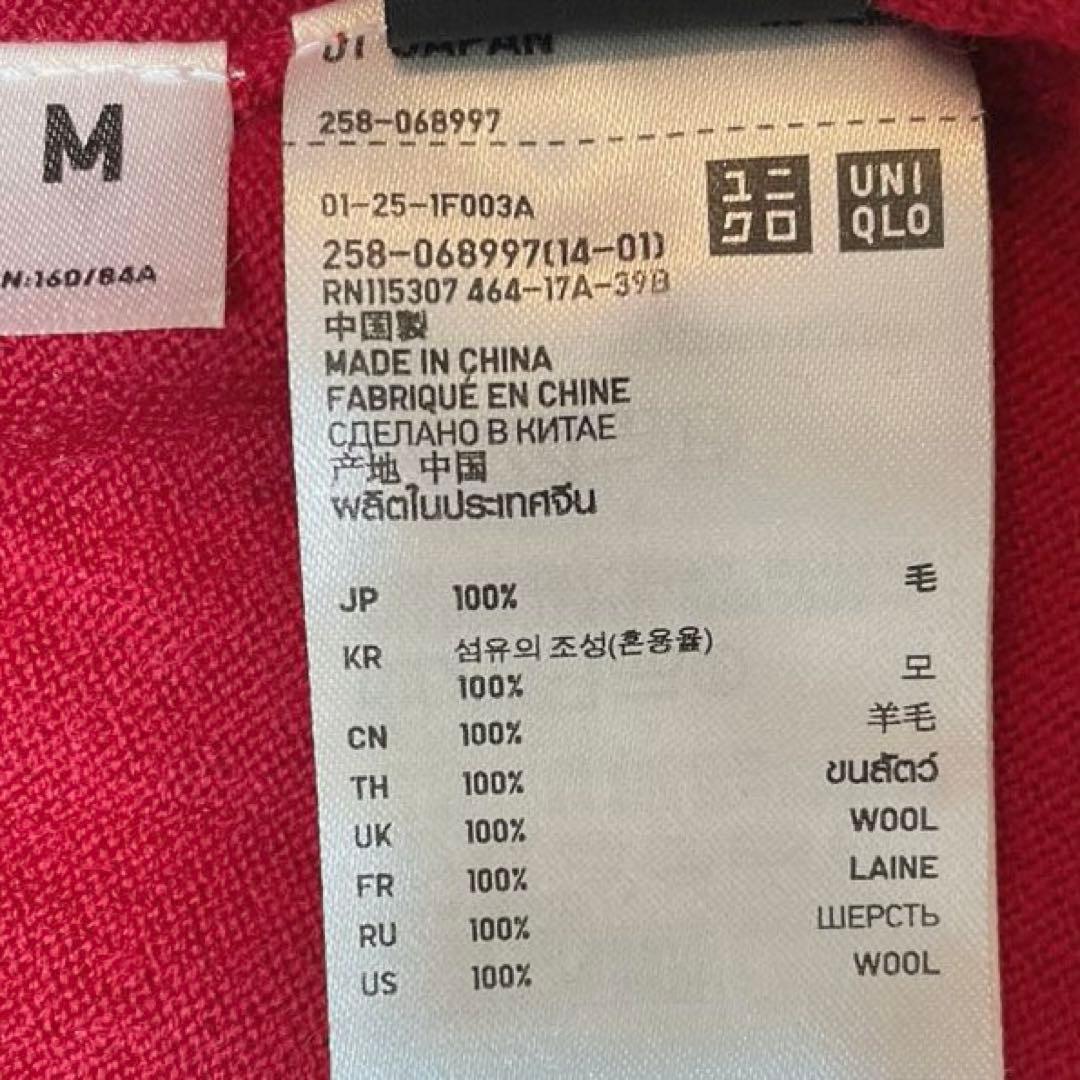 M
N:160/84A
JAPAN
258-068997
ユニ
クロ
UNI
QLO
01-25-1F003A
258-068997(14-01)
RN115307 464-17A-39B
中国製
MADE IN CHINA
FABRIQUÉ EN CHINE
СДЕЛАНО В КИТАЕ
产地 中国
ผลิตในประเทศจีน
JP 100% 毛
KR 섬유의 조성(혼용율)
100% 모
CN 100% 羊毛
TH 100% ขนสัตว์
UK 100% WOOL
FR 100% LAINE
RU 100% ШЕРСТЬ
US 100% WOOL